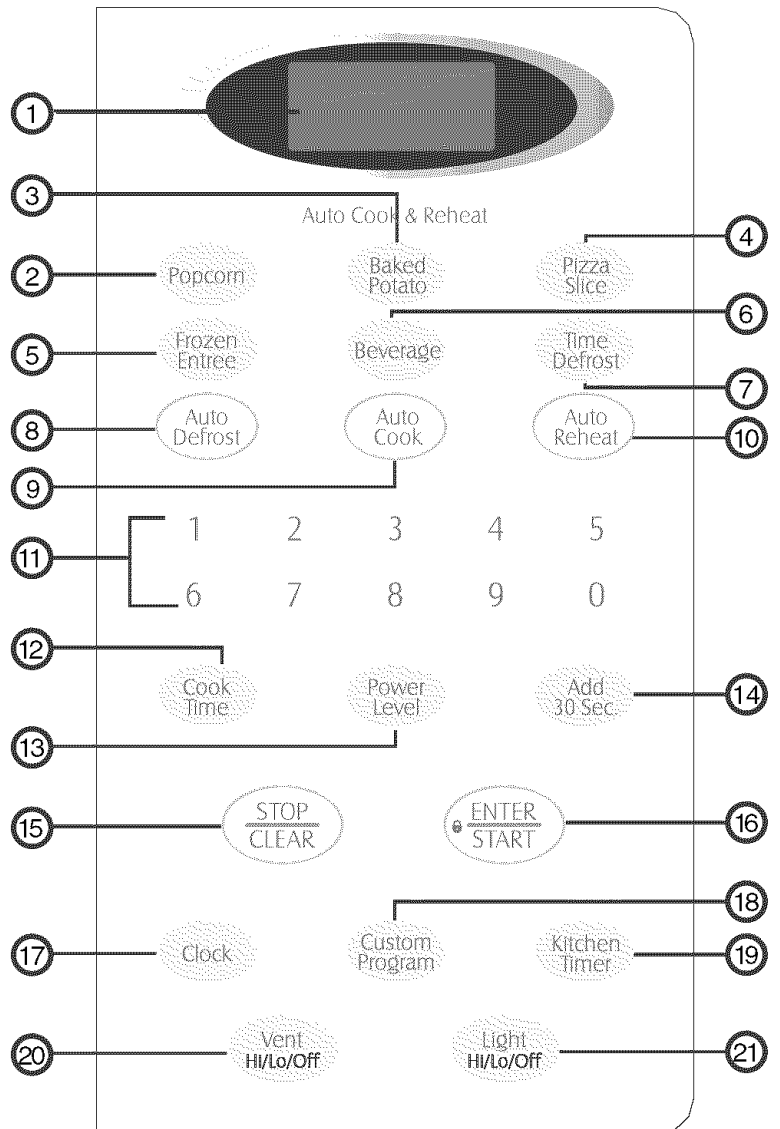 1
3
Auto Cook & Reheat
4
2
Popcorn
Baked
Potato
Pizza
Slice
6
5
Frozen
Entree
Beverage
Time
Defrost
7
8
Auto
Defrost
Auto
Cook
Auto
Reheat
10
9
11
1 2 3 4 5
6 7 8 9 0
12
Cook
Time
Power
Level
Add
30 Sec.
14
13
15
STOP
CLEAR
ENTER
START
16
18
17
Clock
Custom
Program
Kitchen
Timer
19
20
Vent
Hi/Lo/Off
Light
Hi/Lo/Off
21